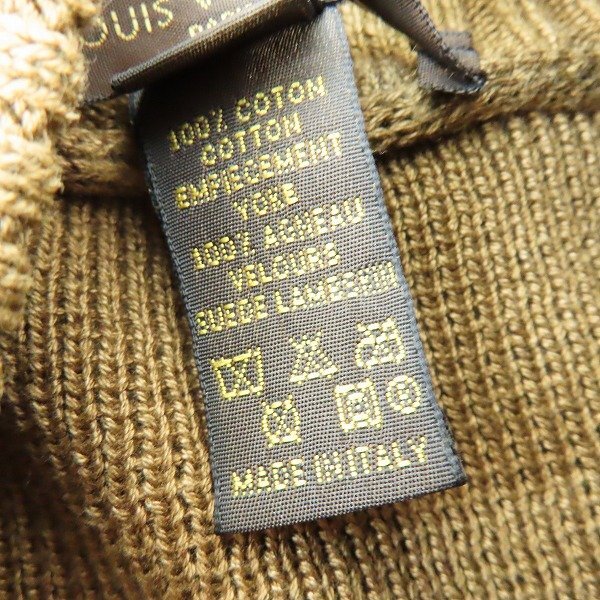 OUIS
100% COTON
COTTON
EMPIECEMENT
YOKE
100% AGNEAU
VELOURS
SUEDE LAMBSKIN
MADE IN ITALY